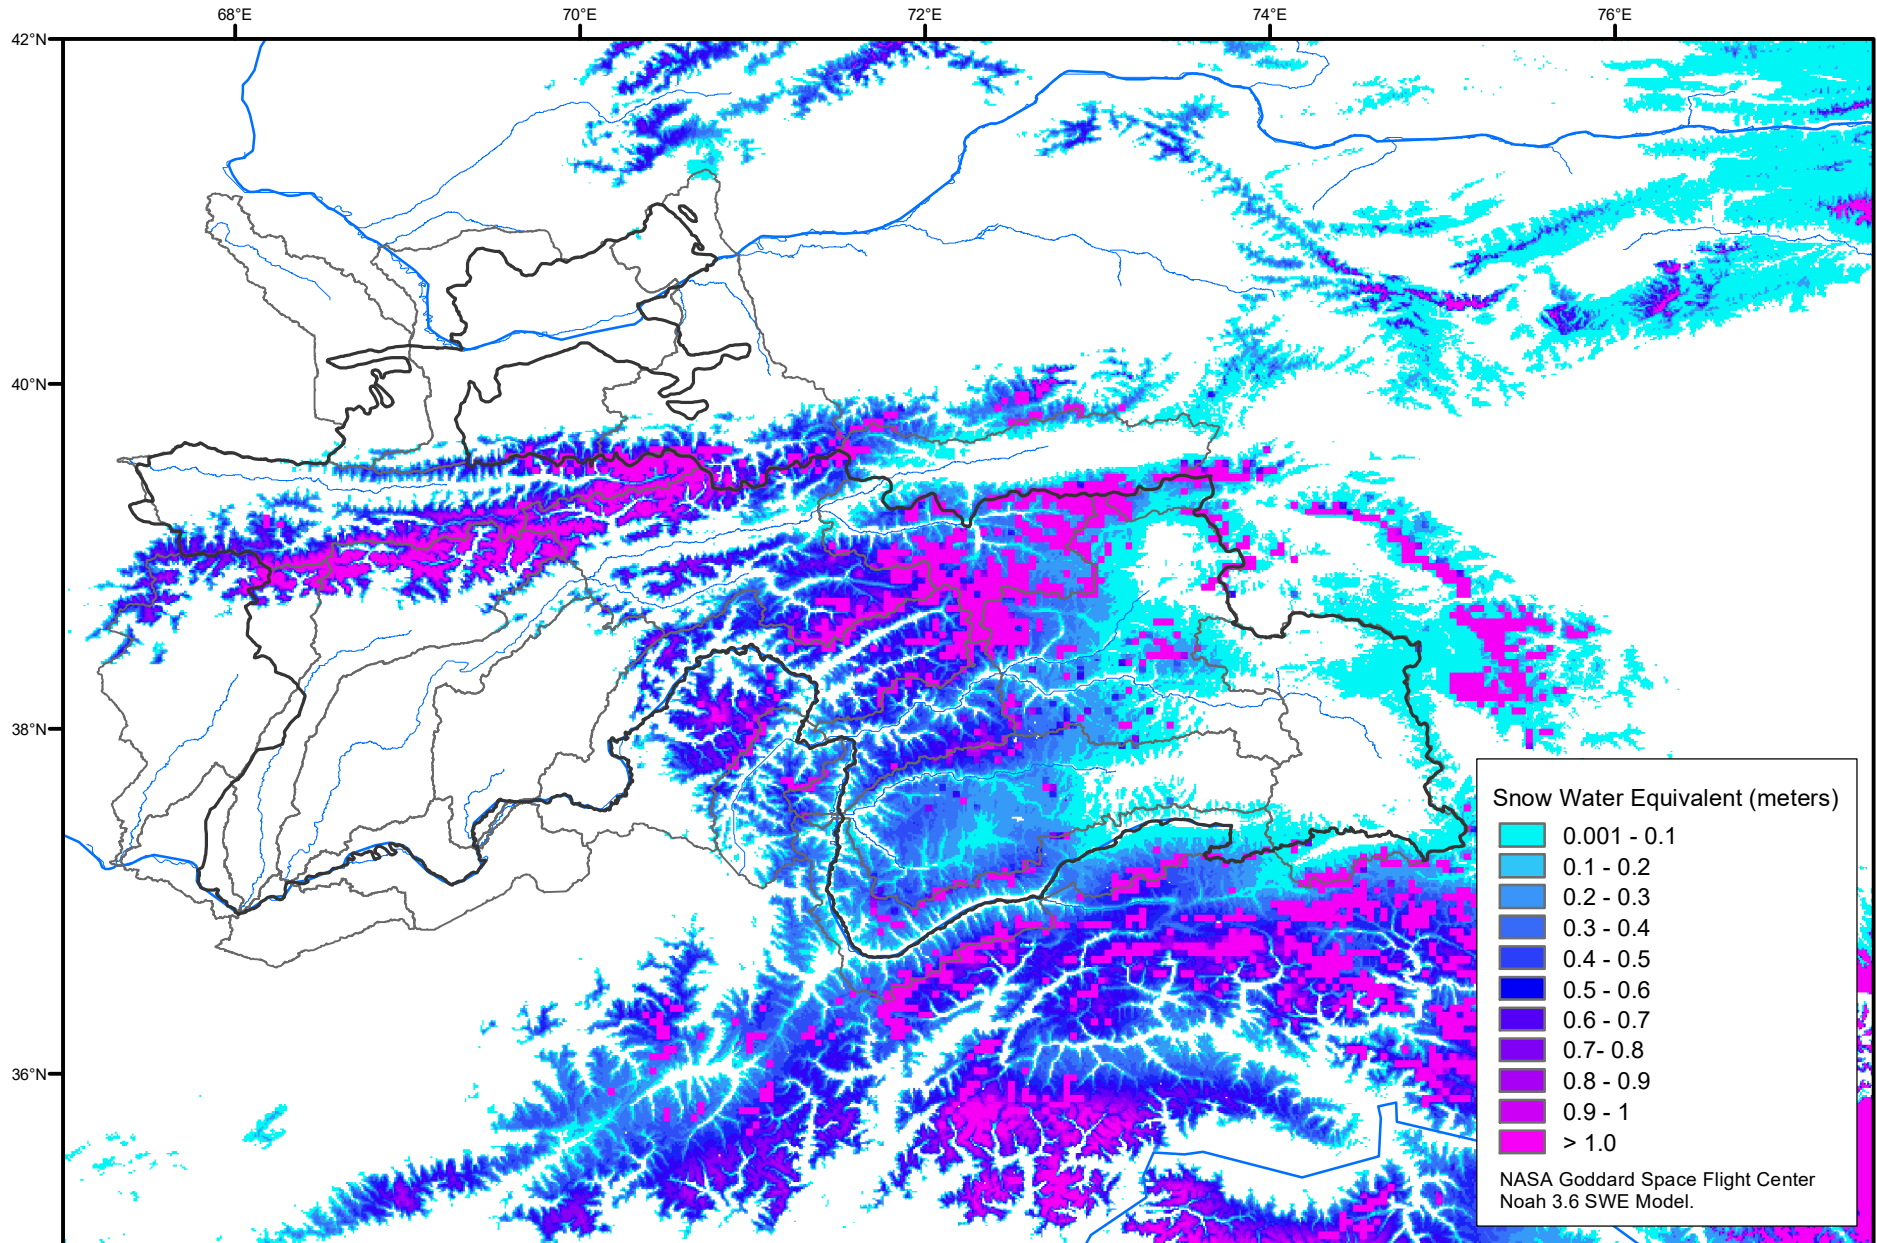 68°E 70°E 72°E 74°E 76°E
42°N
40°N
38°N
36°N
Snow Water Equivalent (meters)
0.001 - 0.1
0.1 - 0.2
0.2 - 0.3
0.3 - 0.4
0.4 - 0.5
0.5 - 0.6
0.6 - 0.7
0.7- 0.8
0.8 - 0.9
0.9 - 1
> 1.0
NASA Goddard Space Flight Center
Noah 3.6 SWE Model.